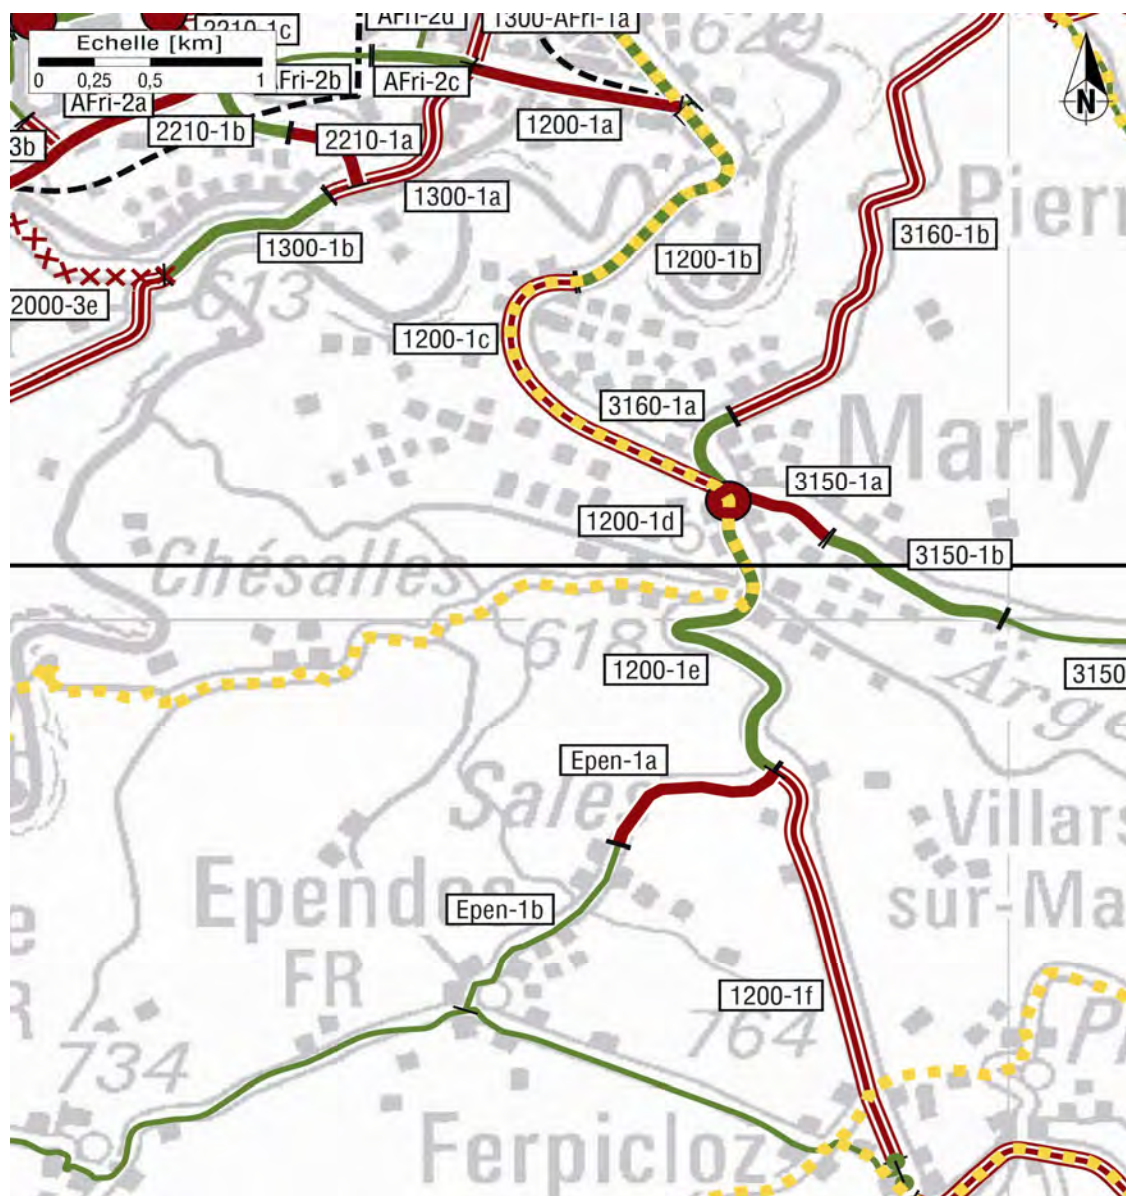 2210-1c
AFri-2d
1300-AFri-1a
629
Echelle [km]
0 0,25 0,5 1
AFri-2b
AFri-2c
AFri-2a
2210-1b
2210-1a
1200-1a
N
3b
1300-1a
Pierr
3160-1b
1300-1b
1200-1b
2000-3e
613
1200-1c
3160-1a
Marly
3150-1a
1200-1d
3150-1b
Chésalles
618
1200-1e
3150
Arge
Epen-1a
Sales
Villars
sur-Ma
Ependes
Epen-1b
FR
e
R
1200-1f
764
734
Ferpicloz